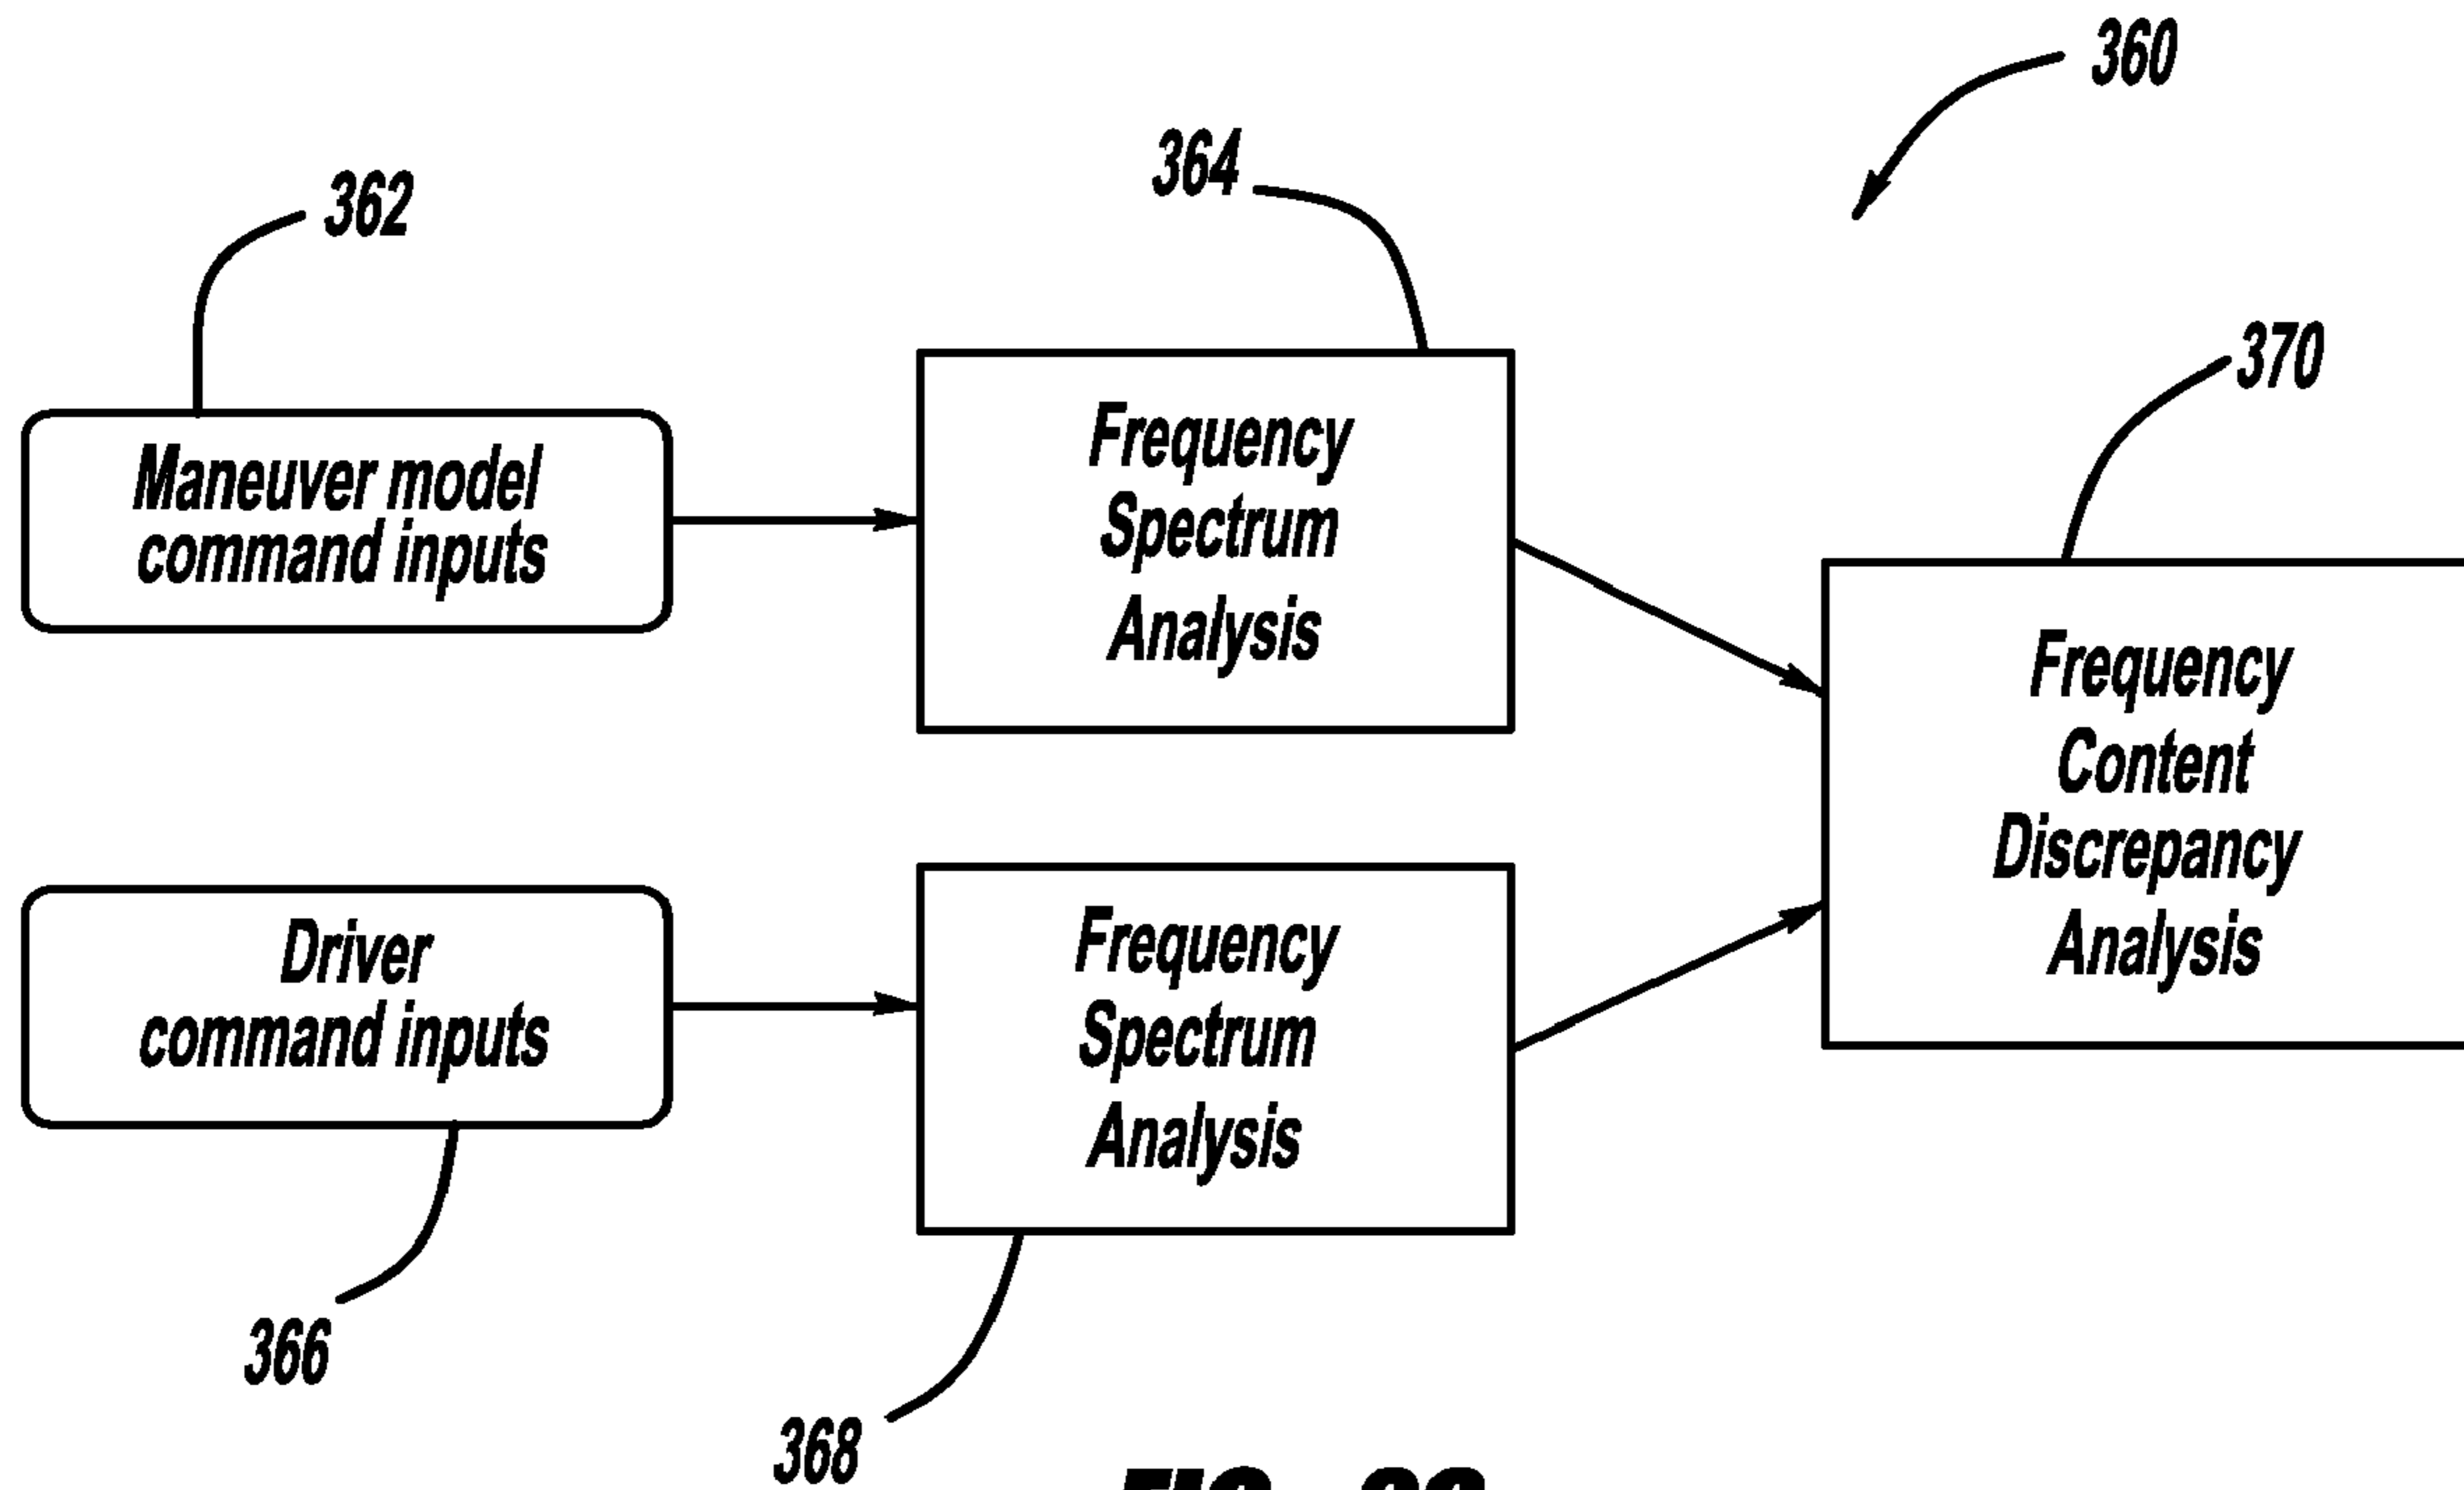 360
364
362
370
Maneuver model
command inputs
Frequency
Spectrum
Analysis
Frequency
Content
Discrepancy
Analysis
Driver
command inputs
Frequency
Spectrum
Analysis
366
368